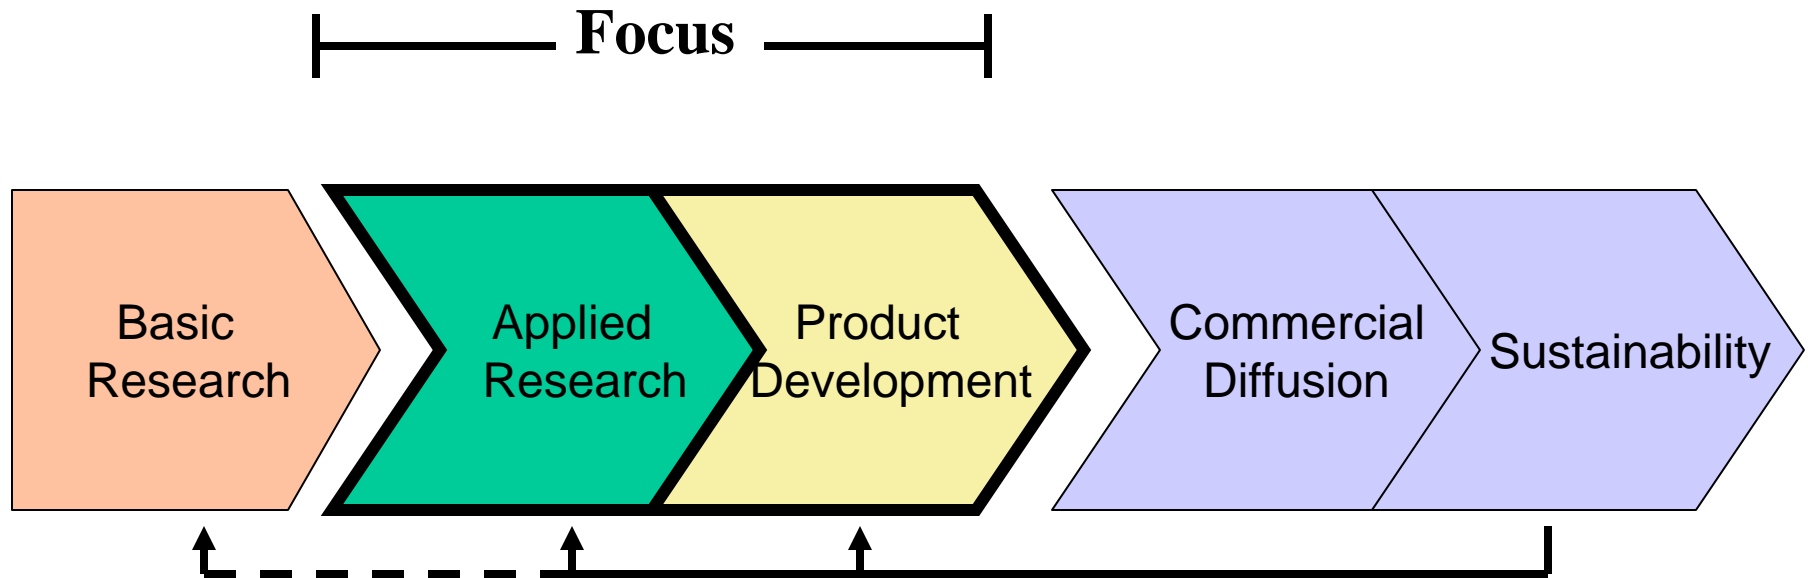 Focus
Basic
Research
Applied
Research
Product
Development
Commercial
Diffusion
Sustainability